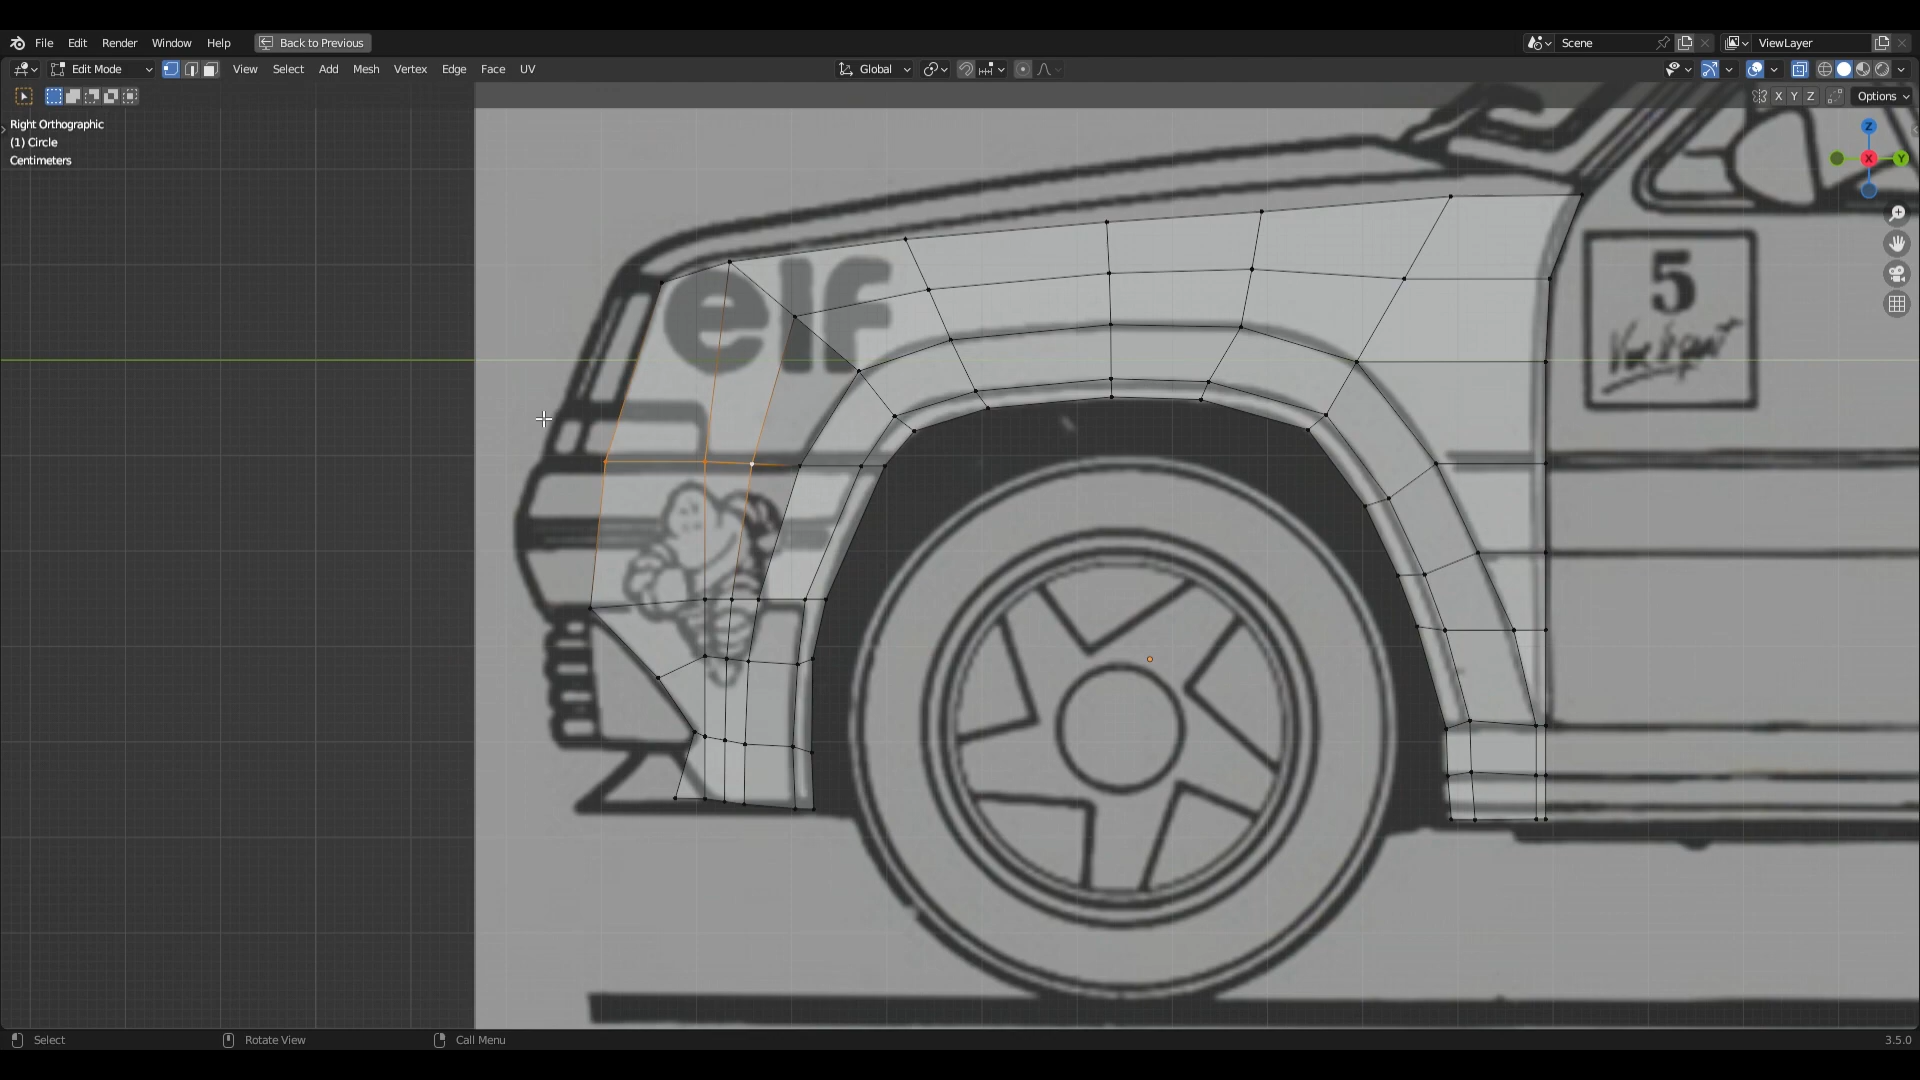 File Edit Render Window Help Back to Previous Scene ViewLayer
Edit Mode View Select Add Mesh Vertex Edge Face UV Global
X Y Z Options
Right Orthographic
(1) Circle
Centimeters
Z
X
Y
elf
5
Select Rotate View Call Menu 3.5.0